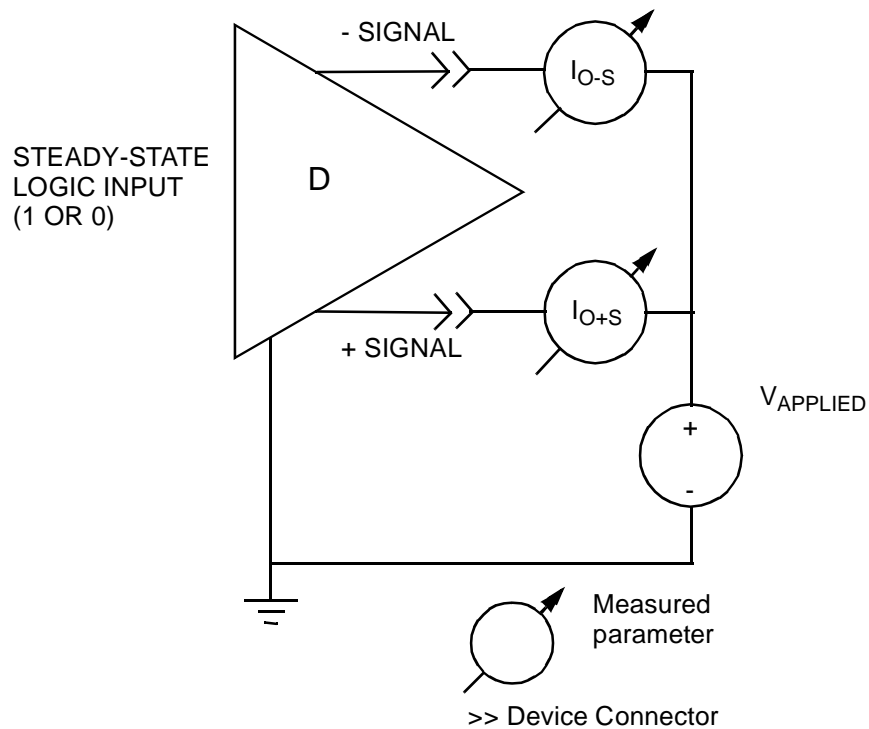 - SIGNAL
I_O-S
STEADY-STATE
LOGIC INPUT
(1 OR 0)
D
I_O+S
+ SIGNAL
V_APPLIED
+
-
Measured
parameter
>> Device Connector